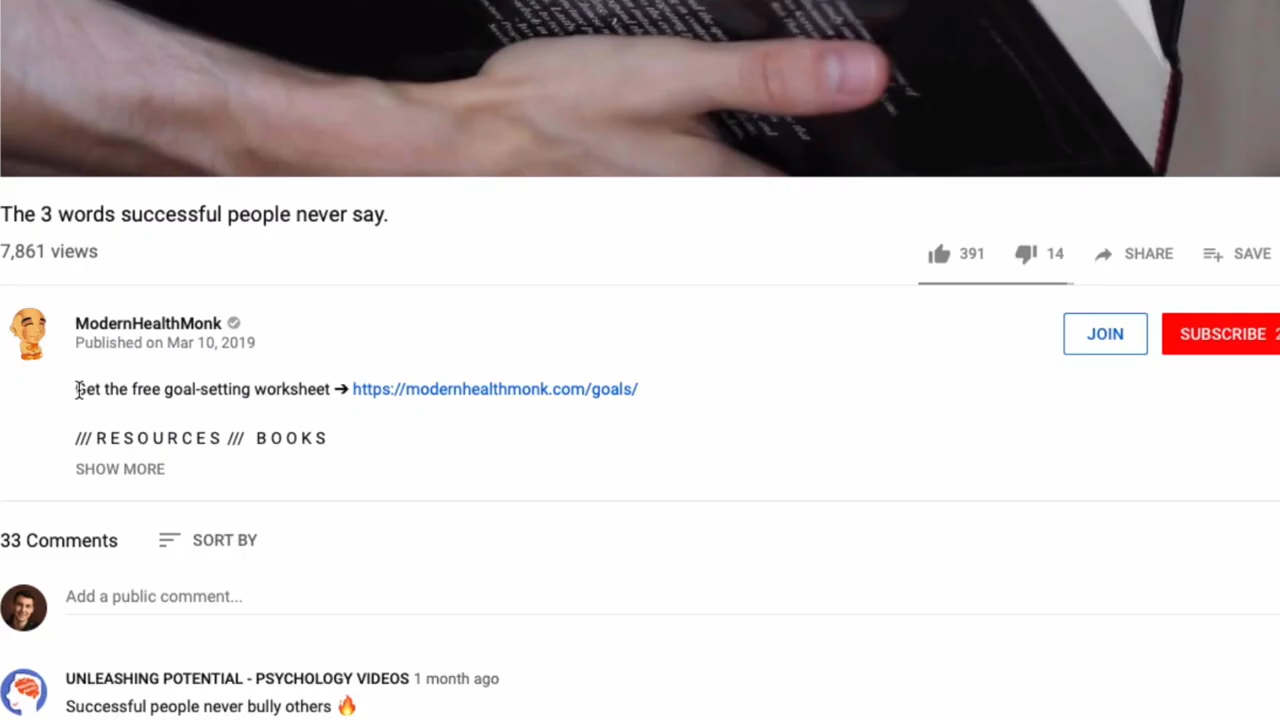 The 3 words successful people never say.
7,861 views
391
14
SHARE
SAVE
ModernHealthMonk
Published on Mar 10, 2019
JOIN
SUBSCRIBE 2
Get the free goal-setting worksheet ➔ https://modernhealthmonk.com/goals/
/// R E S O U R C E S /// B O O K S
SHOW MORE
33 Comments
SORT BY
Add a public comment...
UNLEASHING POTENTIAL - PSYCHOLOGY VIDEOS 1 month ago
Successful people never bully others 🔥